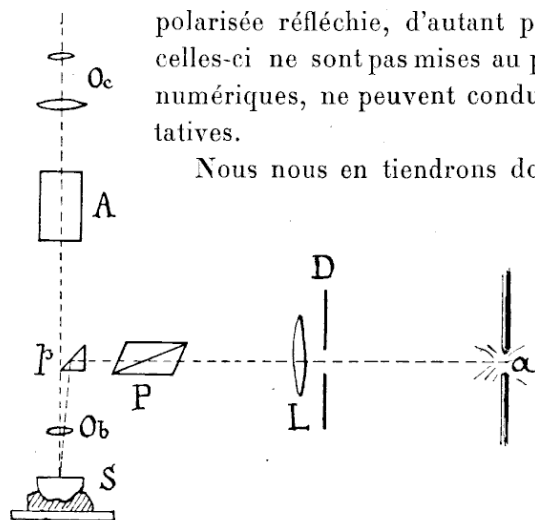 polarisée réfléchie, d'autant p
celles-ci ne sont pas mises au p
numériques, ne peuvent condu
tatives.
Nous nous en tiendrons do
Oc
A
D
p
P
L
a
Ob
S